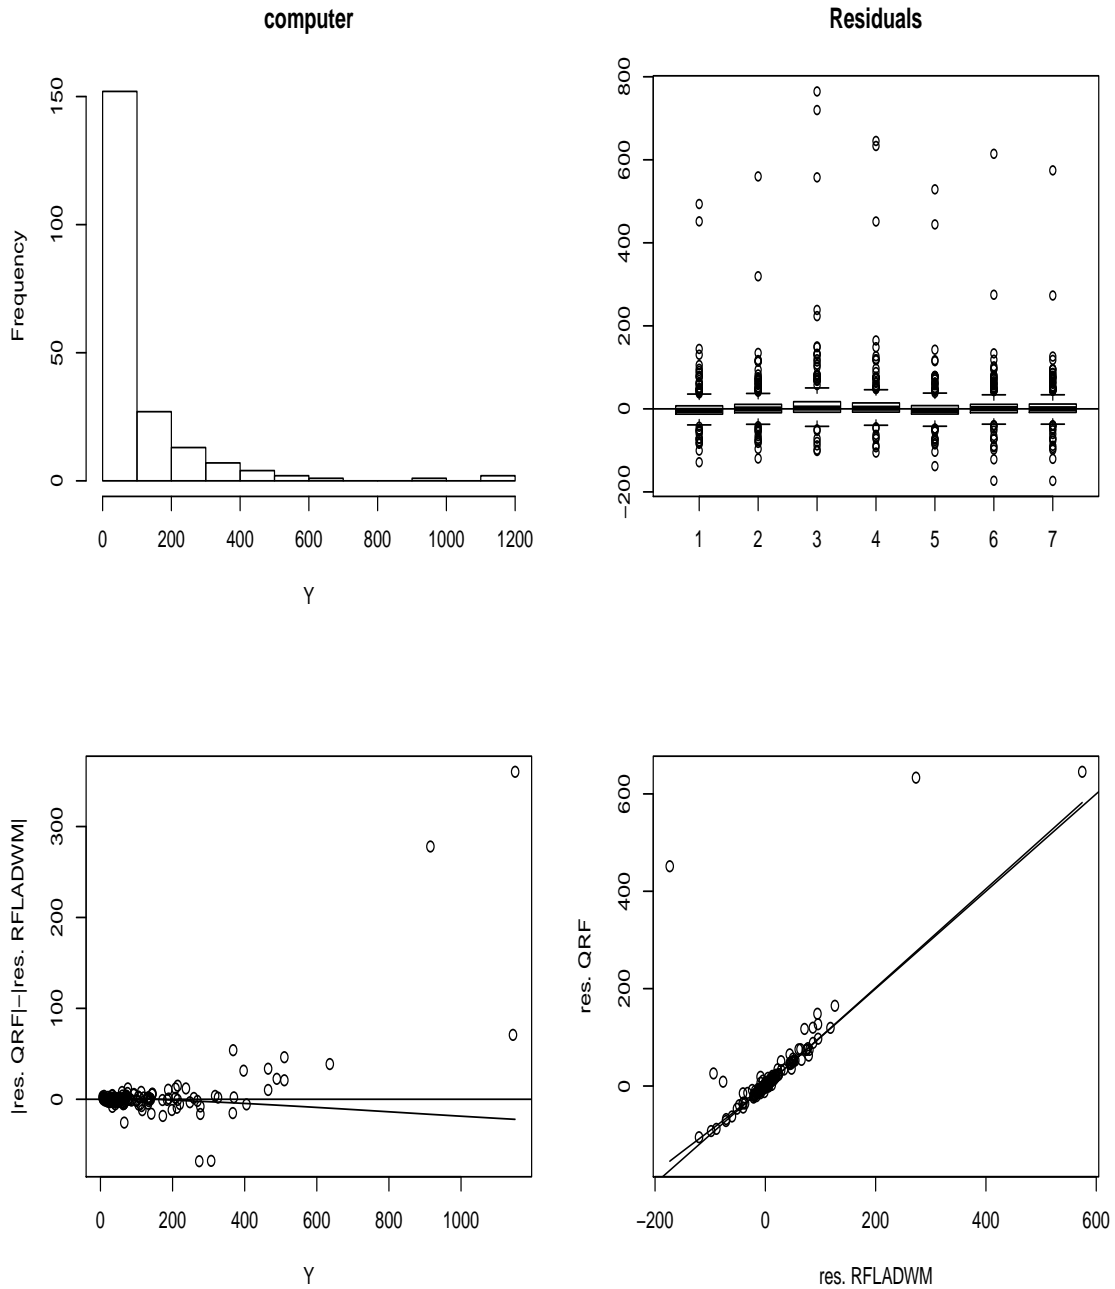 computer
Frequency
150
100
50
0
0 200 400 600 800 1000 1200
Y
Residuals
800
600
400
200
0
−200
1 2 3 4 5 6 7
|res. QRF|−|res. RFLADWM|
300
200
100
0
0 200 400 600 800 1000
Y
res. QRF
600
400
200
0
−200 0 200 400 600
res. RFLADWM